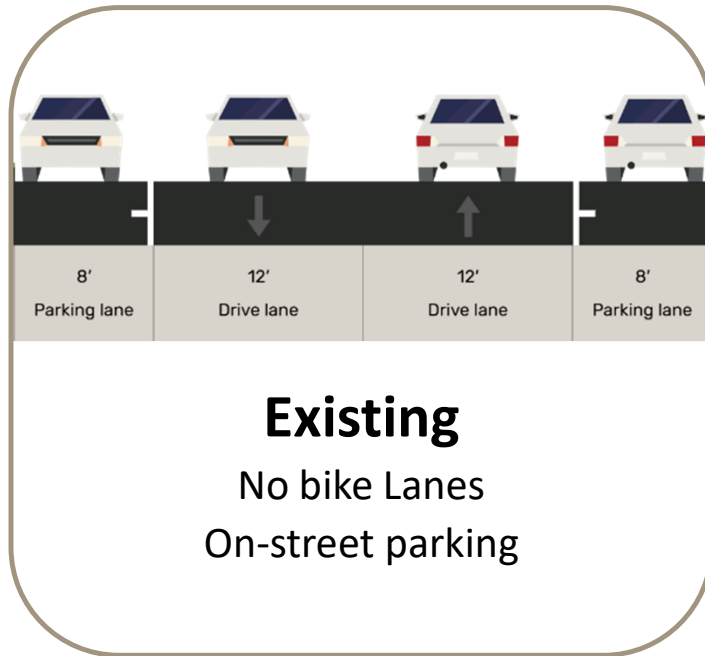 8’ 12’ 12’ 8’
Parking lane Drive lane Drive lane Parking lane
Existing
No bike Lanes
On-street parking